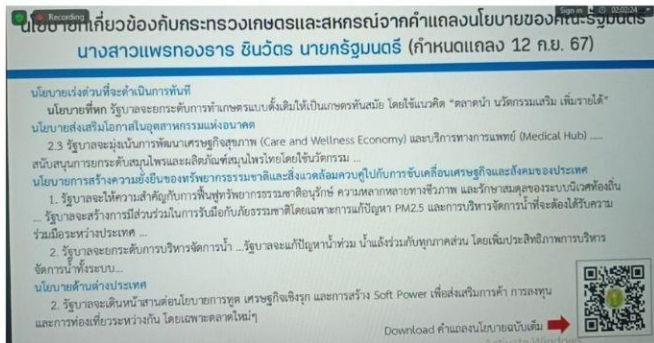 Recording
Sign in
02:02:24
นโยบายที่เกี่ยวข้องกับกระทรวงเกษตรและสหกรณ์จากคำแถลงนโยบายของคณะรัฐมนตรี
นางสาวแพรทองธาร ชินวัตร นายกรัฐมนตรี (กำหนดแถลง 12 ก.ย. 67)
นโยบายเร่งด่วนที่จะดำเนินการทันที
นโยบายที่หก รัฐบาลจะยกระดับการทำเกษตรแบบดั้งเดิมให้เป็นเกษตรทันสมัย โดยใช้แนวคิด "ตลาดนำ นวัตกรรมเสริม เพิ่มรายได้"
นโยบายส่งเสริมโอกาสในอุตสาหกรรมแห่งอนาคต
2.3 รัฐบาลจะมุ่งเน้นการพัฒนาเศรษฐกิจสุขภาพ (Care and Wellness Economy) และบริการทางการแพทย์ (Medical Hub) .....
สนับสนุนการยกระดับสมุนไพรและผลิตภัณฑ์สมุนไพรไทยโดยใช้นวัตกรรม ...
นโยบายการสร้างความยั่งยืนของทรัพยากรธรรมชาติและสิ่งแวดล้อมควบคู่ไปกับการขับเคลื่อนเศรษฐกิจและสังคมของประเทศ
1. รัฐบาลจะให้ความสำคัญกับการฟื้นฟูทรัพยากรธรรมชาติอนุรักษ์ ความหลากหลายทางชีวภาพ และรักษาสมดุลของระบบนิเวศท้องถิ่น
... รัฐบาลจะสร้างการมีส่วนร่วมในการรับมือกับภัยธรรมชาติโดยเฉพาะการแก้ปัญหา PM2.5 และการบริหารจัดการน้ำที่จะต้องได้รับความ
ร่วมมือระหว่างประเทศ ...
2. รัฐบาลจะยกระดับการบริหารจัดการน้ำ ...รัฐบาลจะแก้ปัญหาน้ำท่วม น้ำแล้งร่วมกับทุกภาคส่วน โดยเพิ่มประสิทธิภาพการบริหาร
จัดการน้ำทั้งระบบ...
นโยบายด้านต่างประเทศ
2. รัฐบาลจะเดินหน้าสานต่อนโยบายการทูต เศรษฐกิจเชิงรุก และการสร้าง Soft Power เพื่อส่งเสริมการค้า การลงทุน
และการท่องเที่ยวระหว่างกัน โดยเฉพาะตลาดใหม่ๆ
Download คำแถลงนโยบายฉบับเต็ม
Activate Windows